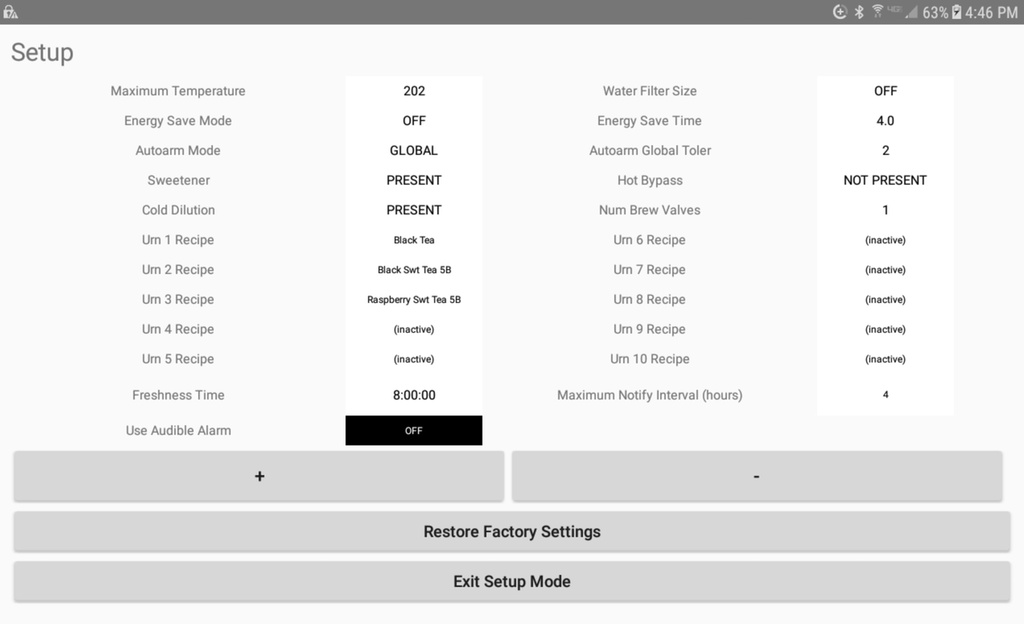 63% 4:46 PM
Setup
Maximum Temperature 202 Water Filter Size OFF
Energy Save Mode OFF Energy Save Time 4.0
Autoarm Mode GLOBAL Autoarm Global Toler 2
Sweetener PRESENT Hot Bypass NOT PRESENT
Cold Dilution PRESENT Num Brew Valves 1
Urn 1 Recipe Black Tea Urn 6 Recipe (inactive)
Urn 2 Recipe Black Swt Tea 5B Urn 7 Recipe (inactive)
Urn 3 Recipe Raspberry Swt Tea 5B Urn 8 Recipe (inactive)
Urn 4 Recipe (inactive) Urn 9 Recipe (inactive)
Urn 5 Recipe (inactive) Urn 10 Recipe (inactive)
Freshness Time 8:00:00 Maximum Notify Interval (hours) 4
Use Audible Alarm OFF
+ -
Restore Factory Settings
Exit Setup Mode